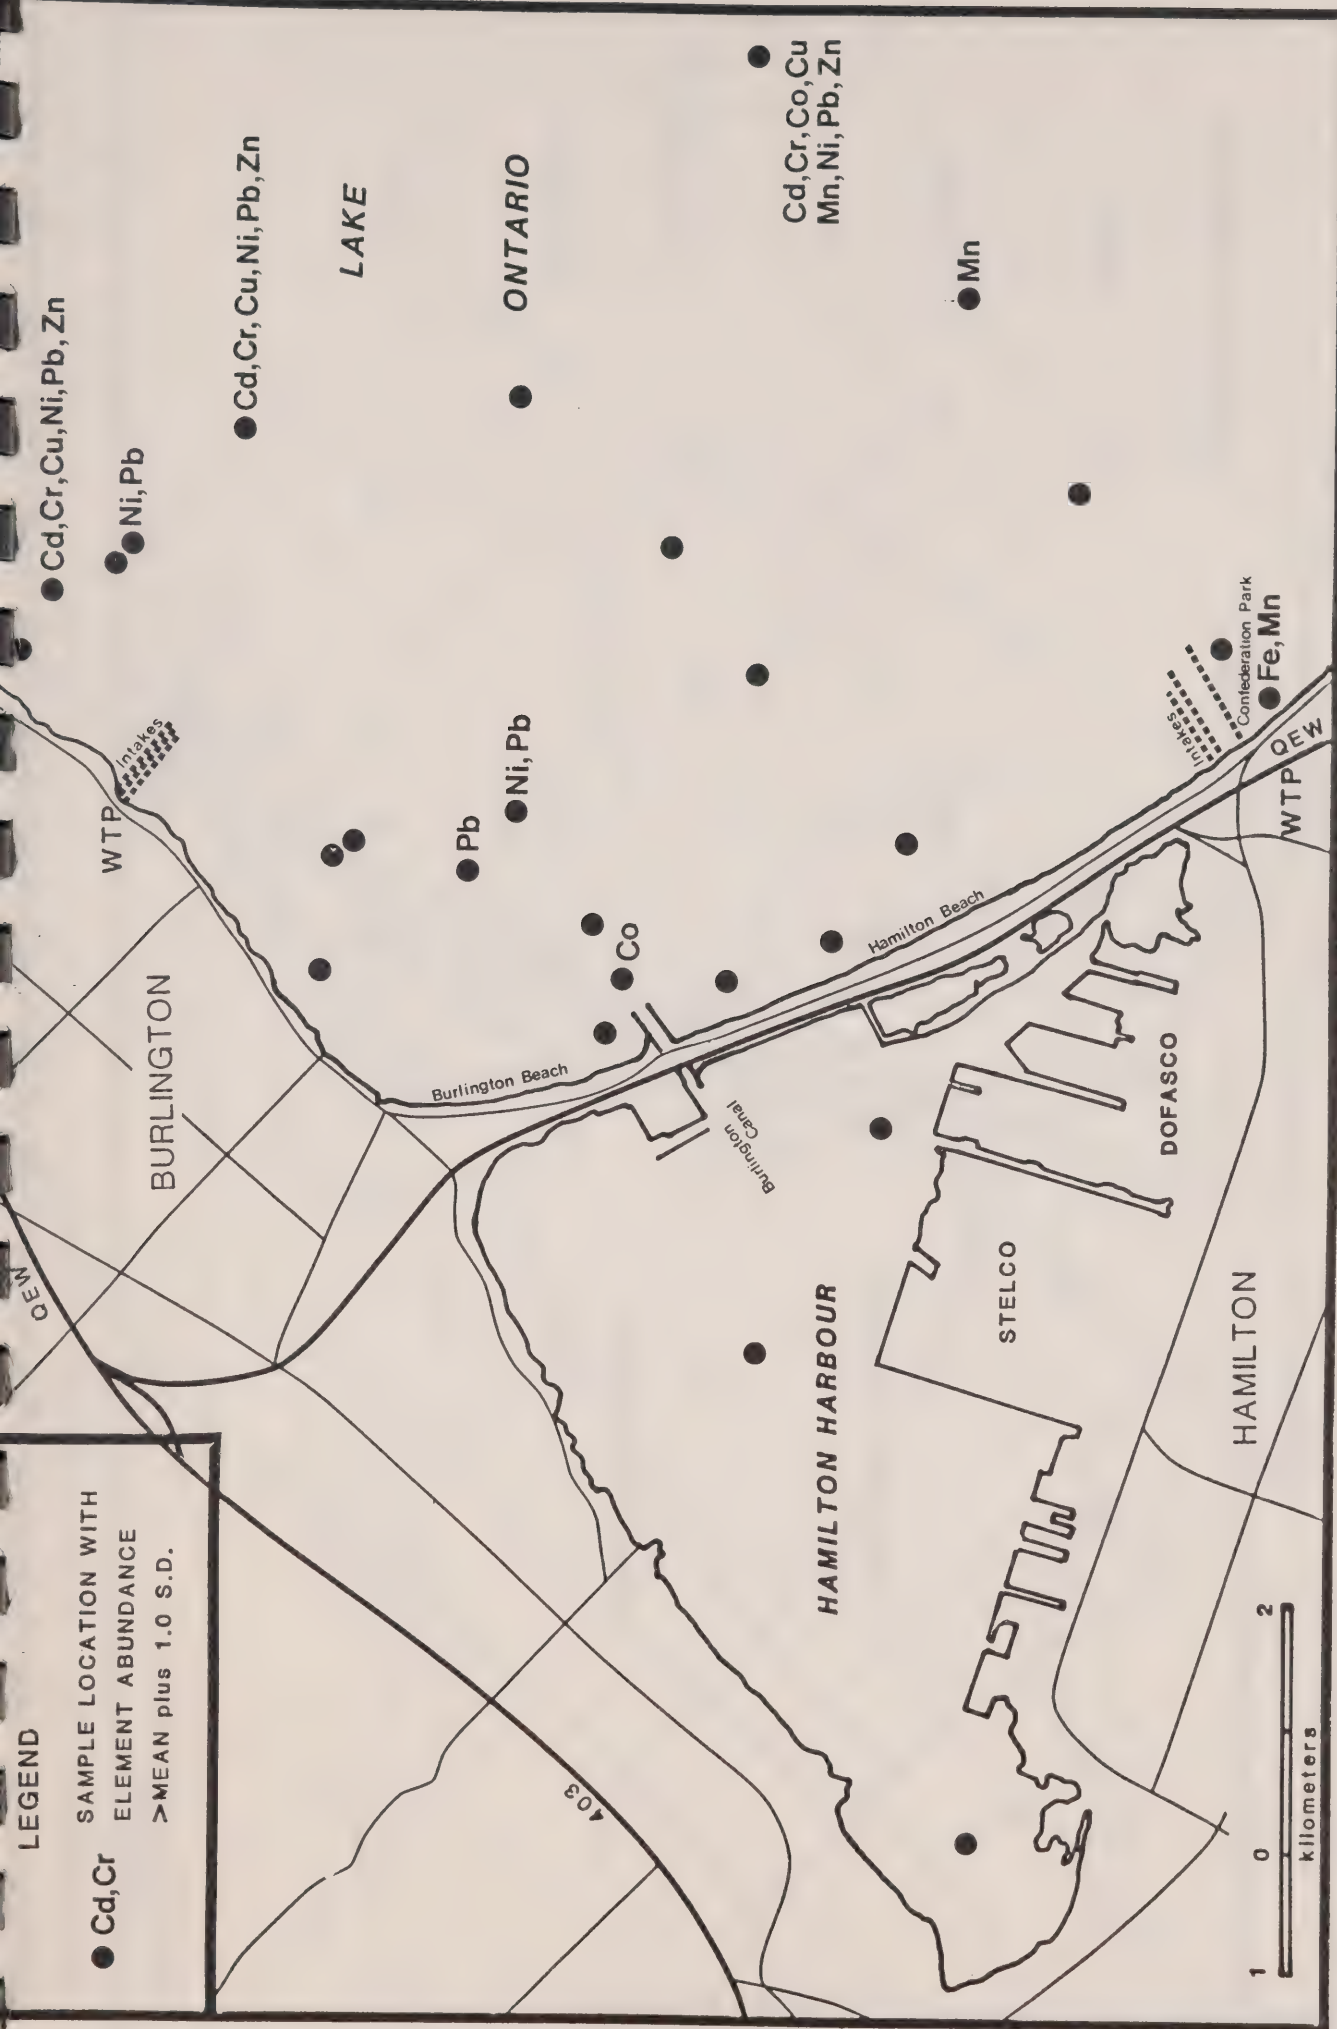 LEGEND
● Cd,Cr
SAMPLE LOCATION WITH
ELEMENT ABUNDANCE
>MEAN plus 1.0 S.D.
QEW
BURLINGTON
WTP
Intakes
Cd,Cr,Cu,Ni,Pb,Zn
Ni,Pb
Cd,Cr,Cu,Ni,Pb,Zn
LAKE
ONTARIO
Cd,Cr,Co,Cu
Mn,Ni,Pb,Zn
Mn
Ni,Pb
Pb
Co
Burlington Beach
Burlington
Canal
Hamilton Beach
403
HAMILTON HARBOUR
STELCO
DOFASCO
Intakes
Confederation Park
Fe,Mn
QEW
WTP
HAMILTON
1 0 2
kilometers